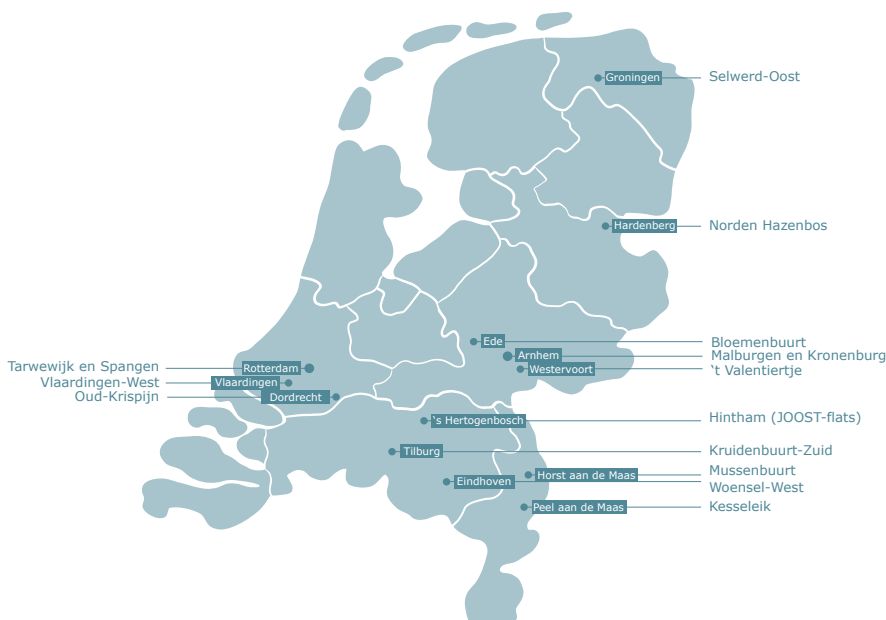 Groningen Selwerd-Oost
Hardenberg Norden Hazenbos
Ede Bloemenbuurt
Arnhem Malburgen en Kronenburg
Westervoort ‘t Valentiertje
Tarwewijk en Spangen Rotterdam
Vlaardingen-West Vlaardingen
Oud-Krispijn Dordrecht
‘s Hertogenbosch Hintham (JOOST-flats)
Tilburg Kruidenbuurt-Zuid
Horst aan de Maas Mussenbuurt
Eindhoven Woensel-West
Peel aan de Maas Kesseleik